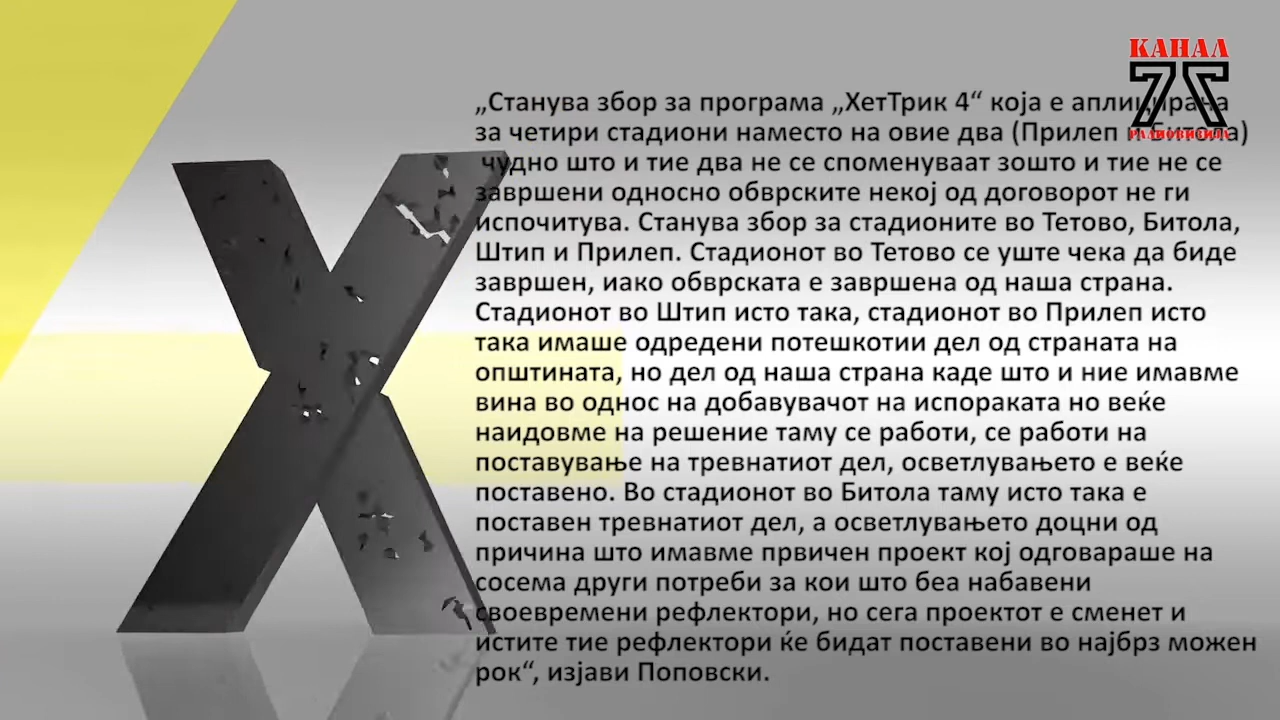 КАНАЛ
77
РАДИОВИЗИЈА
„Станува збор за програма „ХетТрик 4“ која е аплицирана
за четири стадиони наместо на овие два (Прилеп и Битола)
чудно што и тие два не се споменуваат зошто и тие не се
завршени односно обврските некој од договорот не ги
испочитува. Станува збор за стадионите во Тетово, Битола,
Штип и Прилеп. Стадионот во Тетово се уште чека да биде
завршен, иако обврската е завршена од наша страна.
Стадионот во Штип исто така, стадионот во Прилеп исто
така имаше одредени потешкотии дел од страната на
општината, но дел од наша страна каде што и ние имавме
вина во однос на добавувачот на испораката но веќе
наидовме на решение таму се работи, се работи на
поставување на тревнатиот дел, осветлувањето е веќе
поставено. Во стадионот во Битола таму исто така е
поставен тревнатиот дел, а осветлувањето доцни од
причина што имавме првичен проект кој одговараше на
сосема други потреби за кои што беа набавени
своевремени рефлектори, но сега проектот е сменет и
истите тие рефлектори ќе бидат поставени во најбрз можен
рок“, изјави Поповски.